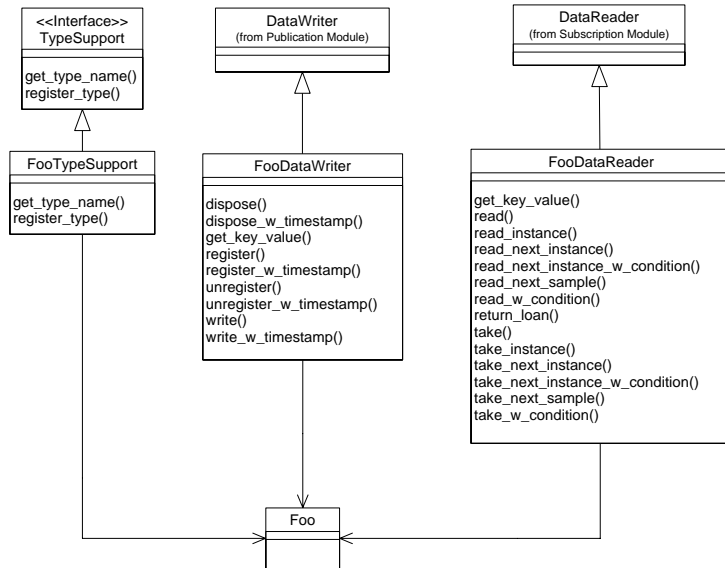 <<Interface>>
TypeSupport
get_type_name()
register_type()
DataWriter
(from Publication Module)
DataReader
(from Subscription Module)
FooTypeSupport
get_type_name()
register_type()
FooDataWriter
dispose()
dispose_w_timestamp()
get_key_value()
register()
register_w_timestamp()
unregister()
unregister_w_timestamp()
write()
write_w_timestamp()
FooDataReader
get_key_value()
read()
read_instance()
read_next_instance()
read_next_instance_w_condition()
read_next_sample()
read_w_condition()
return_loan()
take()
take_instance()
take_next_instance()
take_next_instance_w_condition()
take_next_sample()
take_w_condition()
Foo